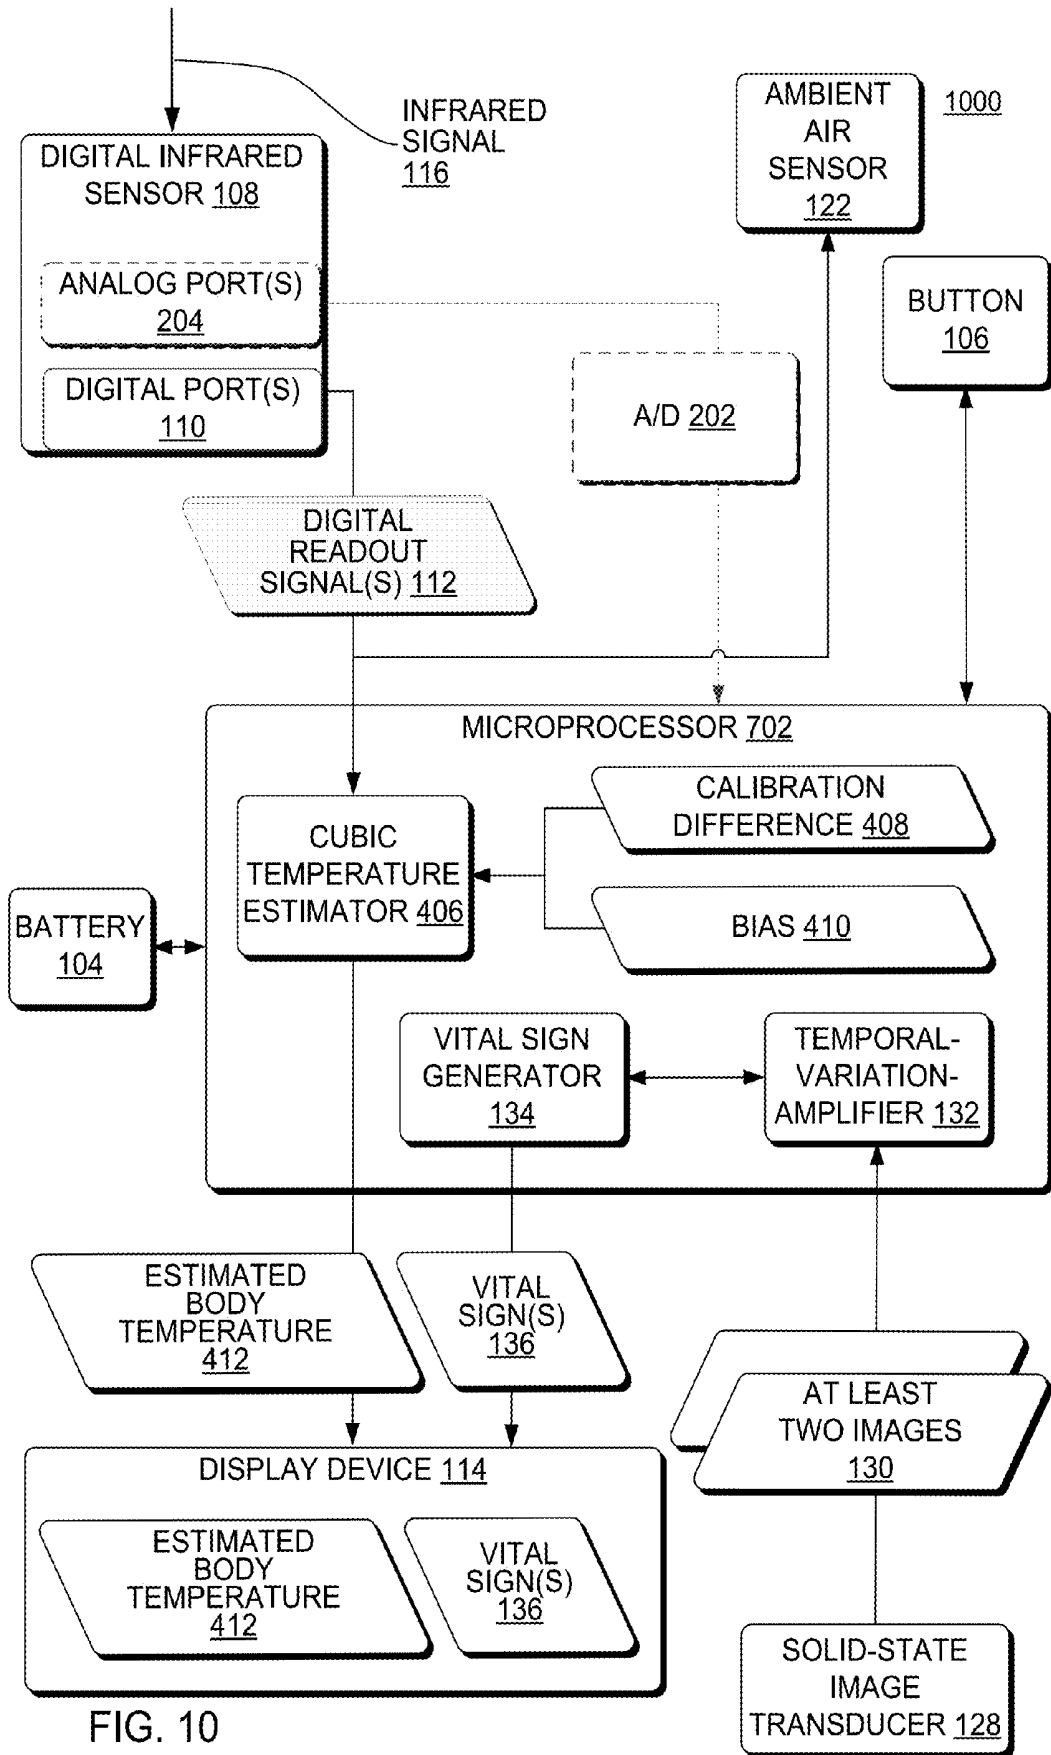 INFRARED
SIGNAL
116
DIGITAL INFRARED
SENSOR 108
ANALOG PORT(S)
204
DIGITAL PORT(S)
110
AMBIENT
AIR
SENSOR
122
1000
BUTTON
106
A/D 202
DIGITAL
READOUT
SIGNAL(S) 112
MICROPROCESSOR 702
CUBIC
TEMPERATURE
ESTIMATOR 406
CALIBRATION
DIFFERENCE 408
BIAS 410
BATTERY
104
VITAL SIGN
GENERATOR
134
TEMPORAL-
VARIATION-
AMPLIFIER 132
ESTIMATED
BODY
TEMPERATURE
412
VITAL
SIGN(S)
136
AT LEAST
TWO IMAGES
130
DISPLAY DEVICE 114
ESTIMATED
BODY
TEMPERATURE
412
VITAL
SIGN(S)
136
SOLID-STATE
IMAGE
TRANSDUCER 128
FIG. 10